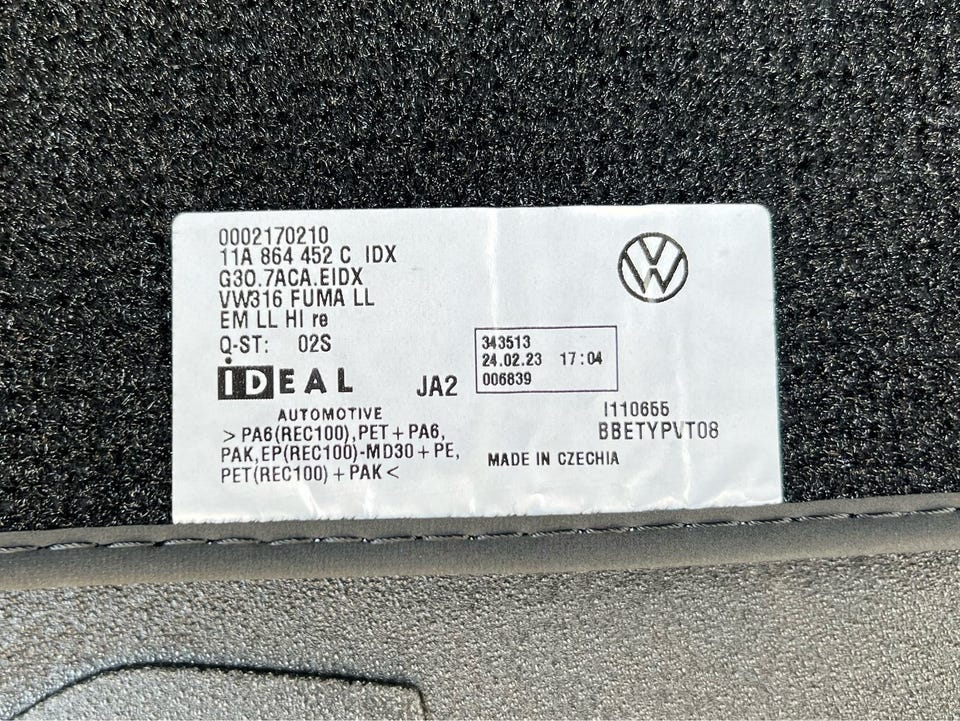 0002170210
11A 864 452 C IDX
G30.7ACA.EIDX
VW316 FUMA LL
EM LL HI re
Q-ST: 02S
IDEAL
AUTOMOTIVE
JA2
343513
24.02.23 17:04
006839
>PA6(REC100),PET+PA6,
PAK,EP(REC100)-MD30+PE,
PET(REC100)+PAK<
I110655
BBETYPVT08
MADE IN CZECHIA
VW